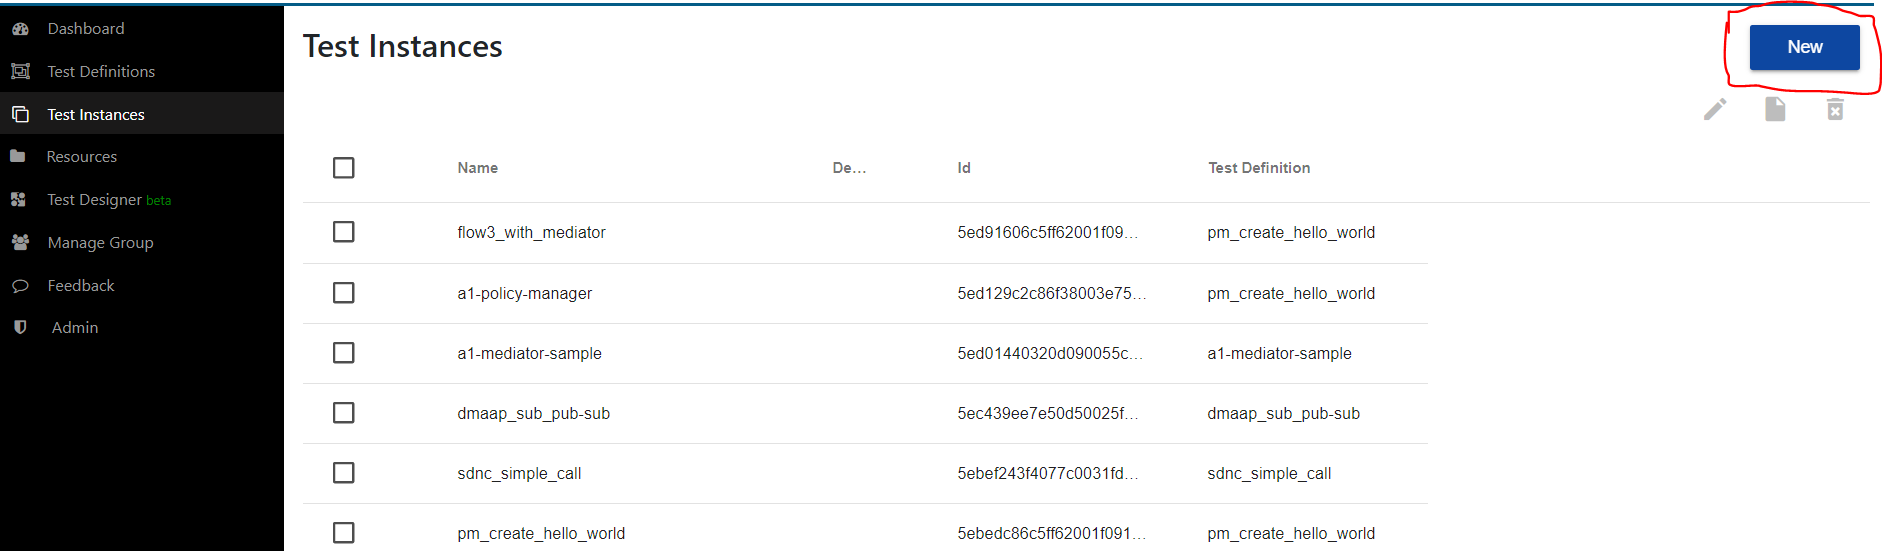 Dashboard
Test Definitions
Test Instances
Resources
Test Designer beta
Manage Group
Feedback
Admin
Test Instances
New
Name De... Id Test Definition
flow3_with_mediator 5ed91606c5ff62001f09... pm_create_hello_world
a1-policy-manager 5ed129c2c86f38003e75... pm_create_hello_world
a1-mediator-sample 5ed01440320d090055c... a1-mediator-sample
dmaap_sub_pub-sub 5ec439ee7e50d50025f... dmaap_sub_pub-sub
sdnc_simple_call 5ebef243f4077c0031fd... sdnc_simple_call
pm_create_hello_world 5ebedc86c5ff62001f091... pm_create_hello_world